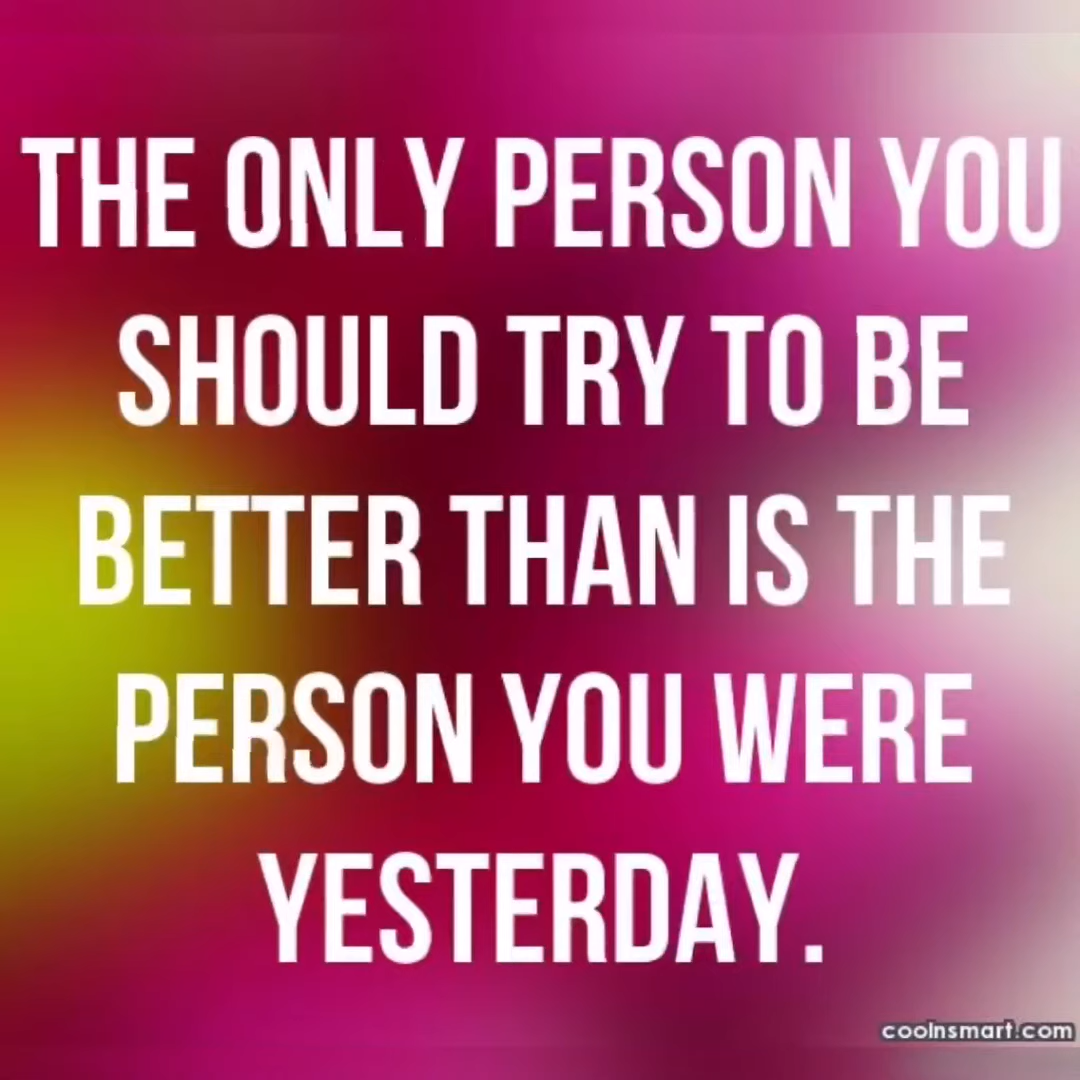 THE ONLY PERSON YOU
SHOULD TRY TO BE
BETTER THAN IS THE
PERSON YOU WERE
YESTERDAY.
coolnsmart.com